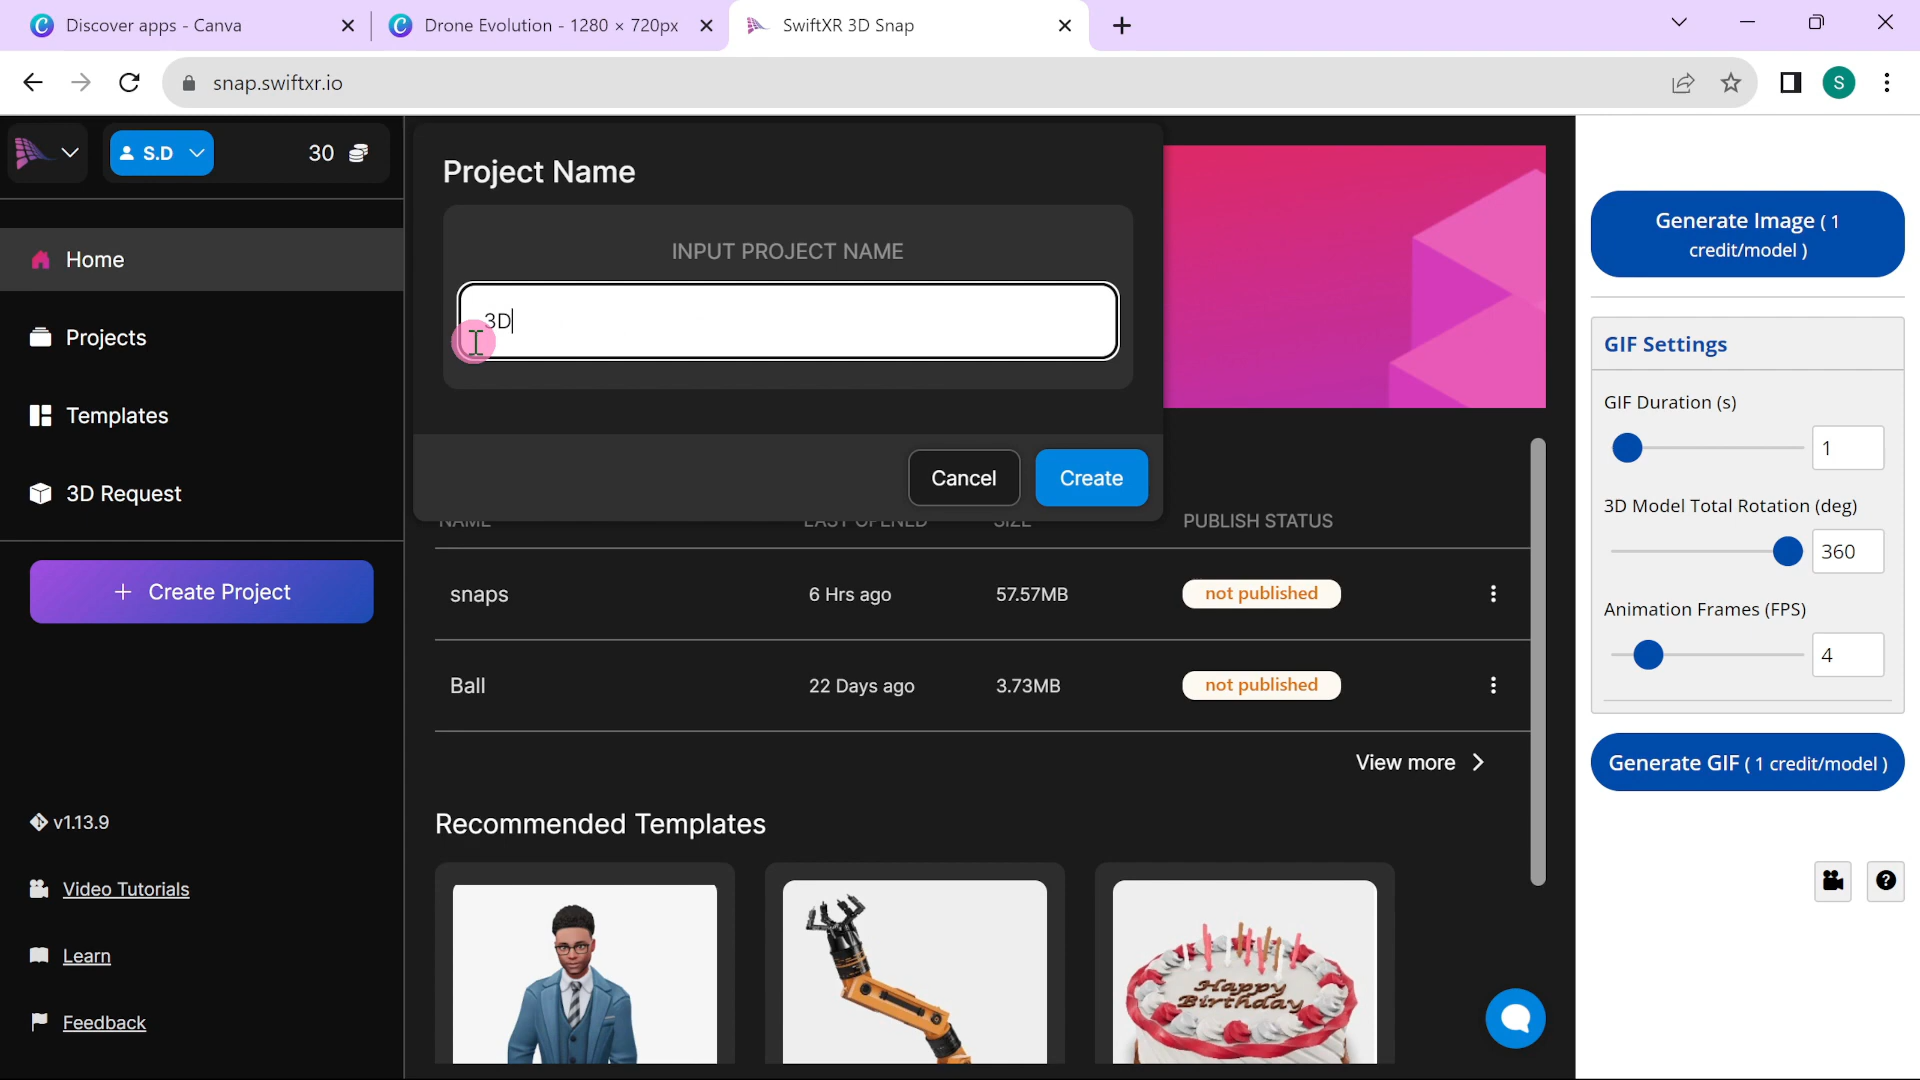 Discover apps - Canva
Drone Evolution - 1280 × 720px
SwiftXR 3D Snap
snap.swiftxr.io
S
S.D
30
Home
Projects
Templates
3D Request
+ Create Project
v1.13.9
Video Tutorials
Learn
Feedback
Project Name
INPUT PROJECT NAME
3D
Cancel
Create
NAME
LAST OPENED
SIZE
PUBLISH STATUS
snaps
6 Hrs ago
57.57MB
not published
Ball
22 Days ago
3.73MB
not published
View more
Recommended Templates
Happy
Birthday
Generate Image ( 1
credit/model )
GIF Settings
GIF Duration (s)
1
3D Model Total Rotation (deg)
360
Animation Frames (FPS)
4
Generate GIF ( 1 credit/model )